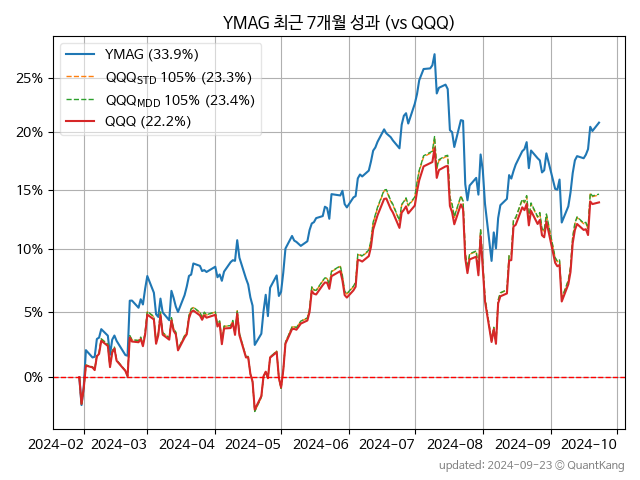 YMAG 최근 7개월 성과 (vs QQQ)
YMAG (33.9%)
QQQSTD 105% (23.3%)
QQQMDD 105% (23.4%)
QQQ (22.2%)
25%
20%
15%
10%
5%
0%
2024-02 2024-03 2024-04 2024-05 2024-06 2024-07 2024-08 2024-09 2024-10
updated: 2024-09-23 © QuantKang